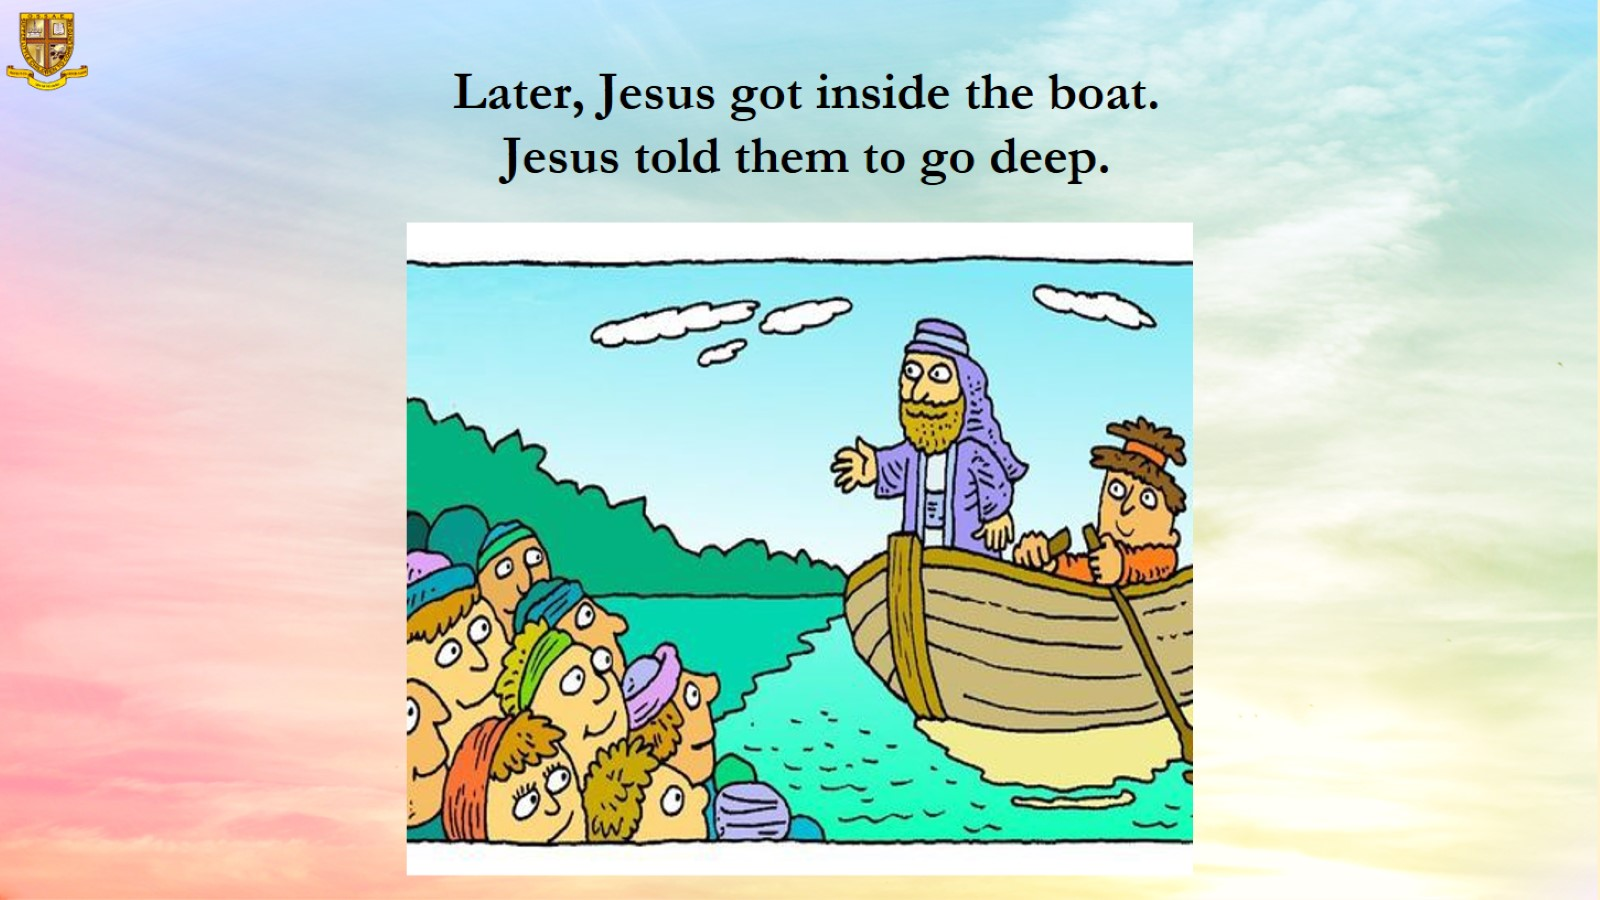 Later, Jesus got inside the boat.
Jesus told them to go deep.